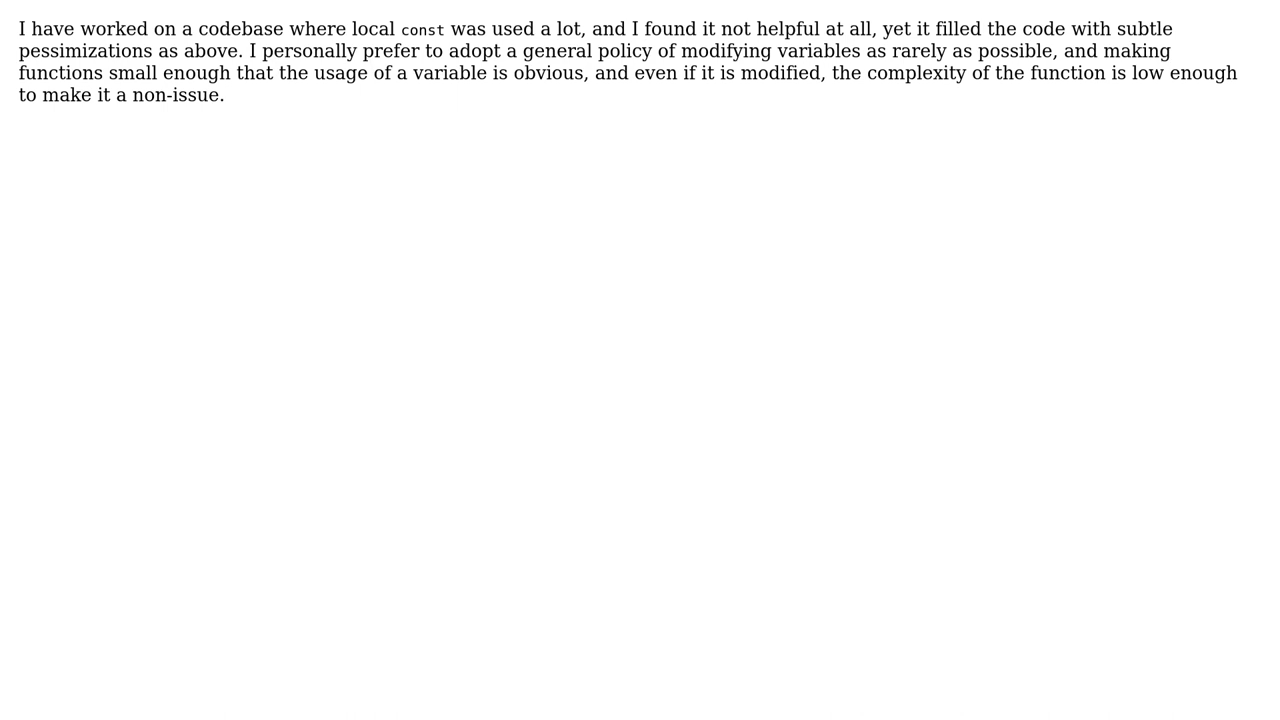 I have worked on a codebase where local const was used a lot, and I found it not helpful at all, yet it filled the code with subtle
pessimizations as above. I personally prefer to adopt a general policy of modifying variables as rarely as possible, and making
functions small enough that the usage of a variable is obvious, and even if it is modified, the complexity of the function is low enough
to make it a non-issue.